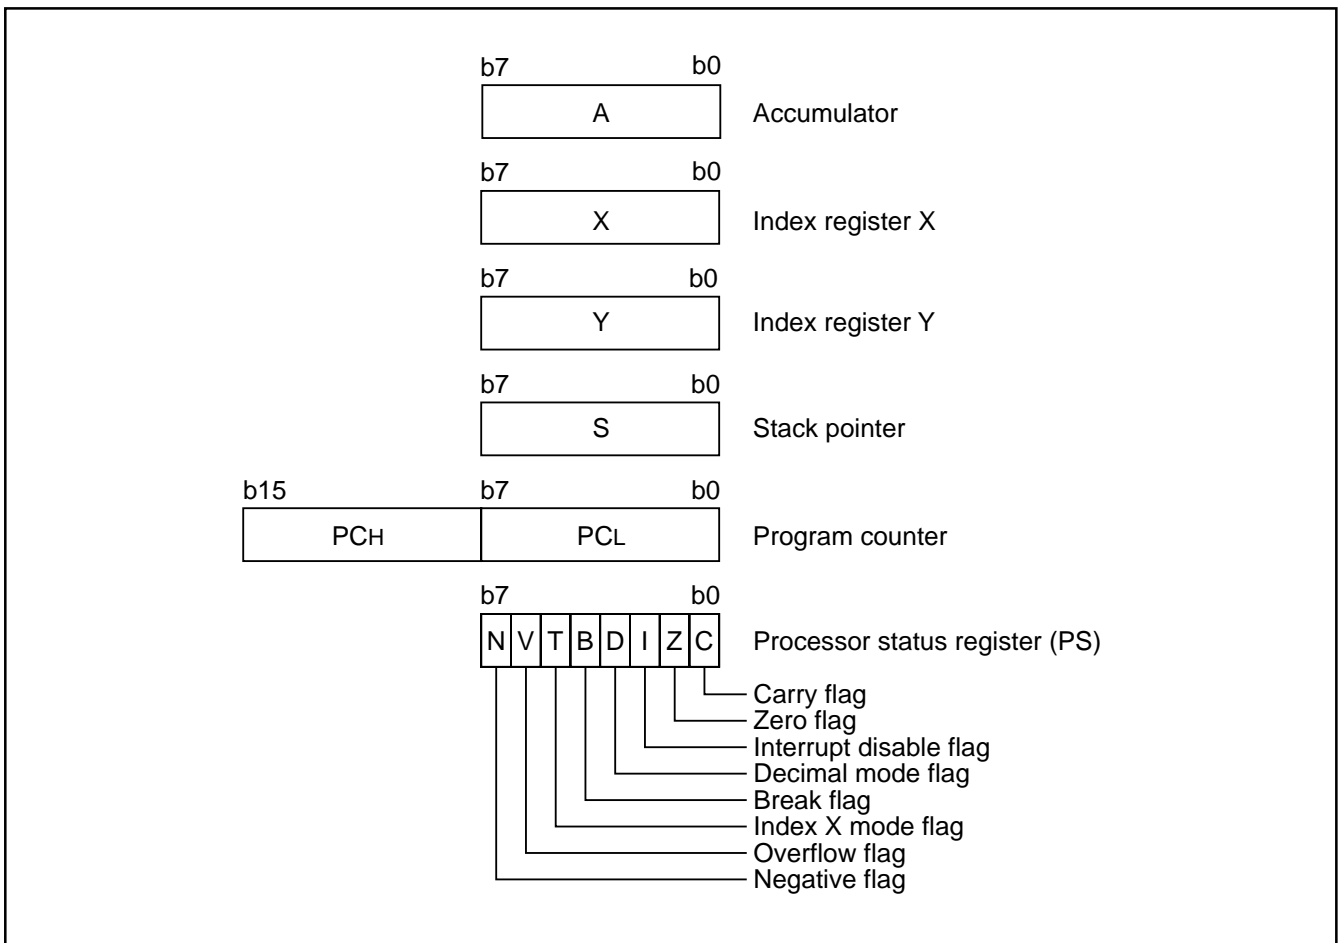 b7 b0
A Accumulator
b7 b0
X Index register X
b7 b0
Y Index register Y
b7 b0
S Stack pointer
b15 b7 b0
PCH PCL Program counter
b7 b0
N V T B D I Z C Processor status register (PS)
Carry flag
Zero flag
Interrupt disable flag
Decimal mode flag
Break flag
Index X mode flag
Overflow flag
Negative flag